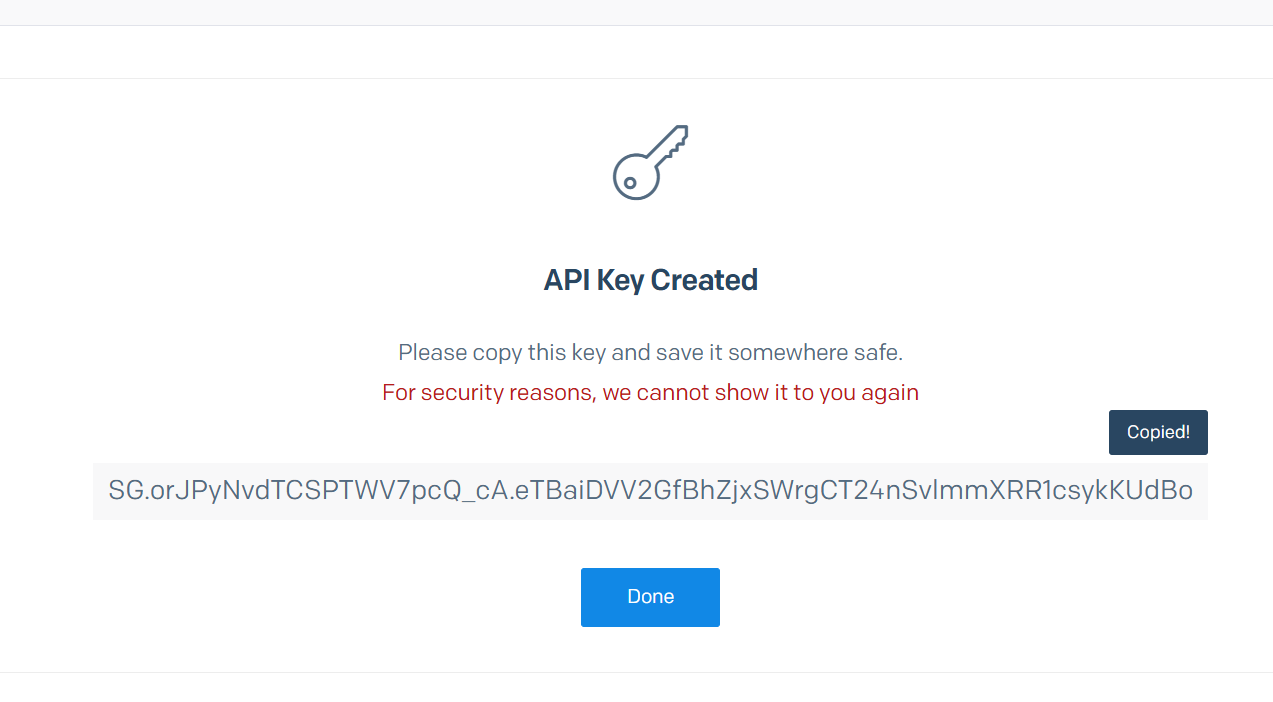 API Key Created
Please copy this key and save it somewhere safe.
For security reasons, we cannot show it to you again
Copied!
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
Done